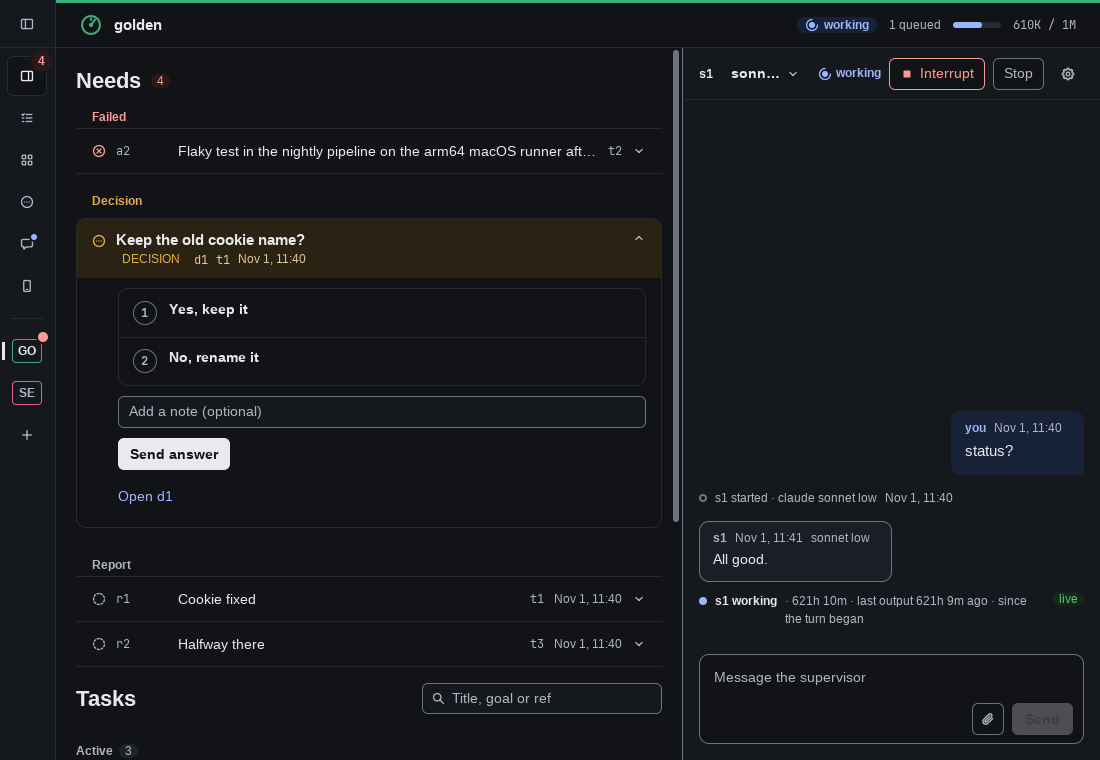 golden
working
1 queued
610K / 1M
4
GO
SE
Needs 4
Failed
a2 Flaky test in the nightly pipeline on the arm64 macOS runner aft… t2
Decision
Keep the old cookie name?
DECISION d1 t1 Nov 1, 11:40
1 Yes, keep it
2 No, rename it
Add a note (optional)
Send answer
Open d1
Report
r1 Cookie fixed t1 Nov 1, 11:40
r2 Halfway there t3 Nov 1, 11:40
Tasks
Title, goal or ref
Active 3
s1 sonn… working Interrupt Stop
you Nov 1, 11:40
status?
s1 started · claude sonnet low Nov 1, 11:40
s1 Nov 1, 11:41 sonnet low
All good.
s1 working · 621h 10m · last output 621h 9m ago · since live
the turn began
Message the supervisor
Send